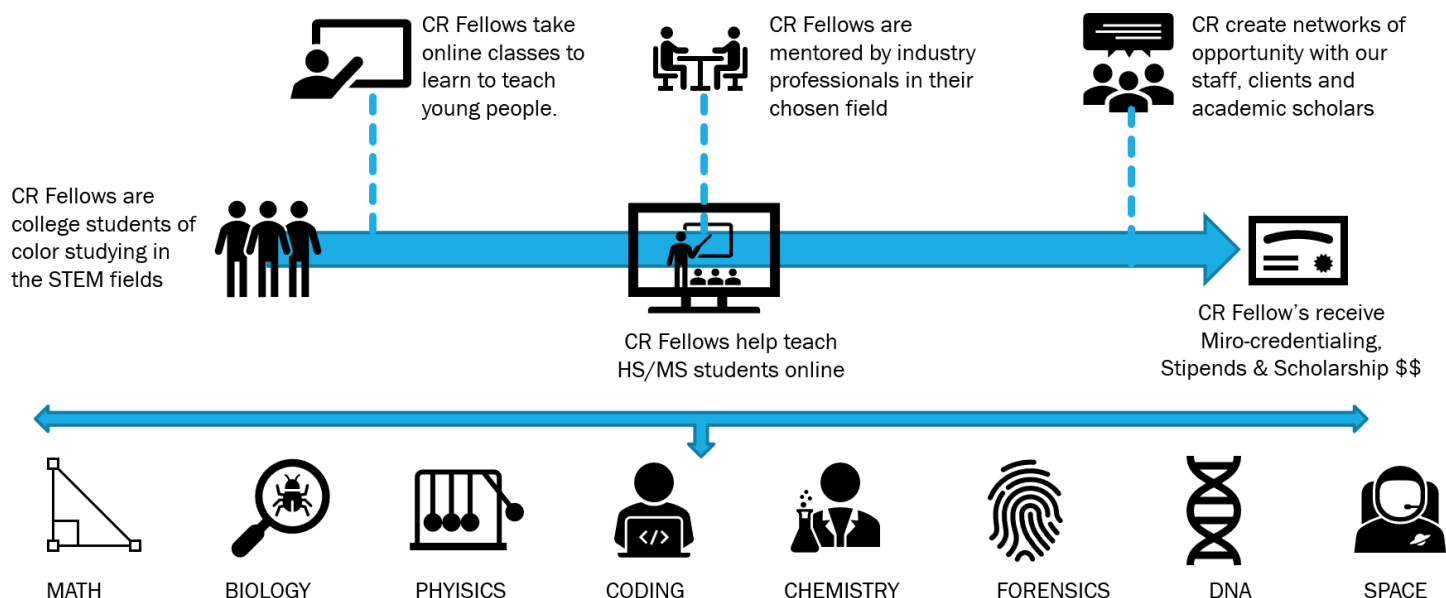 CR Fellows take
online classes to
learn to teach
young people.
CR Fellows are
mentored by industry
professionals in their
chosen field
CR create networks of
opportunity with our
staff, clients and
academic scholars
CR Fellows are
college students of
color studying in
the STEM fields
CR Fellows help teach
HS/MS students online
CR Fellow's receive
Miro-credentialing,
Stipends & Scholarship $$
</>
MATH
BIOLOGY
PHYISICS
CODING
CHEMISTRY
FORENSICS
DNA
SPACE